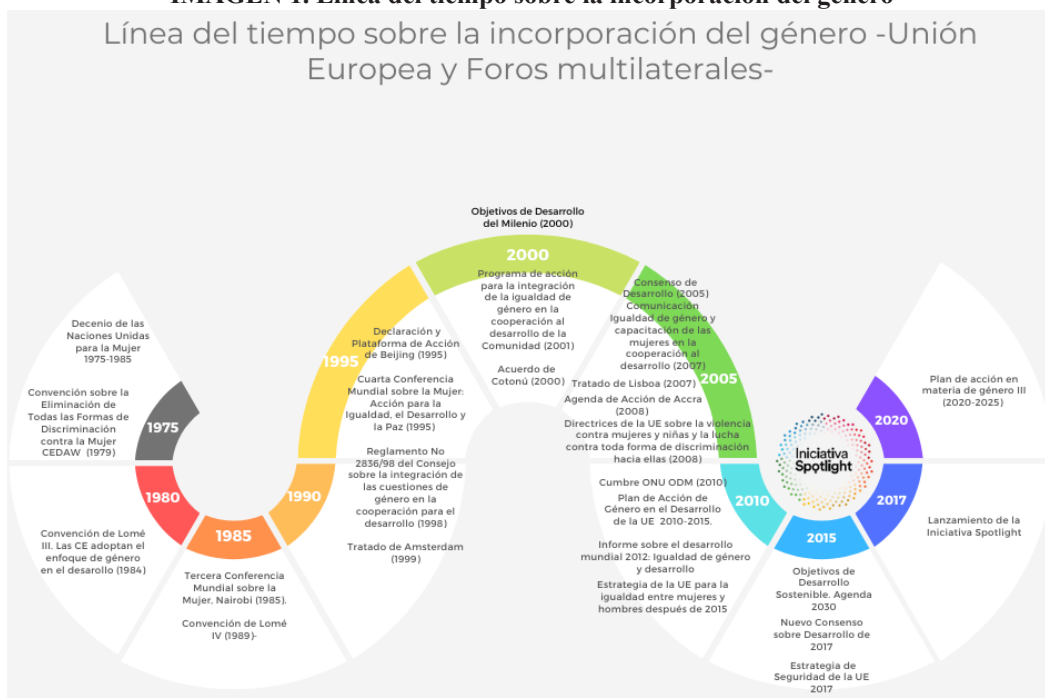 IMAGEN 1. Línea del tiempo sobre la incorporación del género
Línea del tiempo sobre la incorporación del género -Unión
Europea y Foros multilaterales-
Decenio de las
Naciones Unidas
para la Mujer
1975-1985
Convención sobre la
Eliminación de
Todas las Formas de
Discriminación
contra la Mujer
CEDAW (1979)
1975
1980
Convención de Lomé
III. Las CE adoptan el
enfoque de género
en el desarollo (1984)
1985
Tercera Conferencia
Mundial sobre la
Mujer, Nairobi (1985).
Convención de Lomé
IV (1989)-
1990
1995
Declaración y
Plataforma de Acción
de Beijing (1995)
Cuarta Conferencia
Mundial sobre la Mujer:
Acción para la
Igualdad, el Desarrollo y
la Paz (1995)
Reglamento No
2836/98 del Consejo
sobre la integración de
las cuestiones de
género en la
cooperación para el
desarrollo (1998)
Tratado de Amsterdam
(1999)
Objetivos de Desarrollo
del Milenio (2000)
2000
Programa de acción
para la integración
de la igualdad de
género en la
cooperación al
desarrollo de la
Comunidad (2001)
Acuerdo de
Cotonú (2000)
Consenso de
Desarrollo (2005)
Comunicación
Igualdad de género y
capacitación de las
mujeres en la
cooperación al
desarrollo (2007)
2005
Tratado de Lisboa (2007)
Agenda de Acción de Accra
(2008)
Directrices de la UE sobre la violencia
contra mujeres y niñas y la lucha
contra toda forma de discriminación
hacia ellas (2008)
2010
Cumbre ONU ODM (2010)
Plan de Acción de
Género en el Desarrollo
de la UE 2010-2015.
Informe sobre el desarrollo
mundial 2012: Igualdad de género
y desarrollo
Estrategia de la UE para la
igualdad entre mujeres y
hombres después de 2015
2015
Objetivos de
Desarrollo
Sostenible. Agenda
2030
Nuevo Consenso
sobre Desarrollo de
2017
Estrategia de
Seguridad de la UE
2017
Iniciativa
Spotlight
2017
Lanzamiento de la
Iniciativa Spotlight
2020
Plan de acción en
materia de género III
(2020-2025)